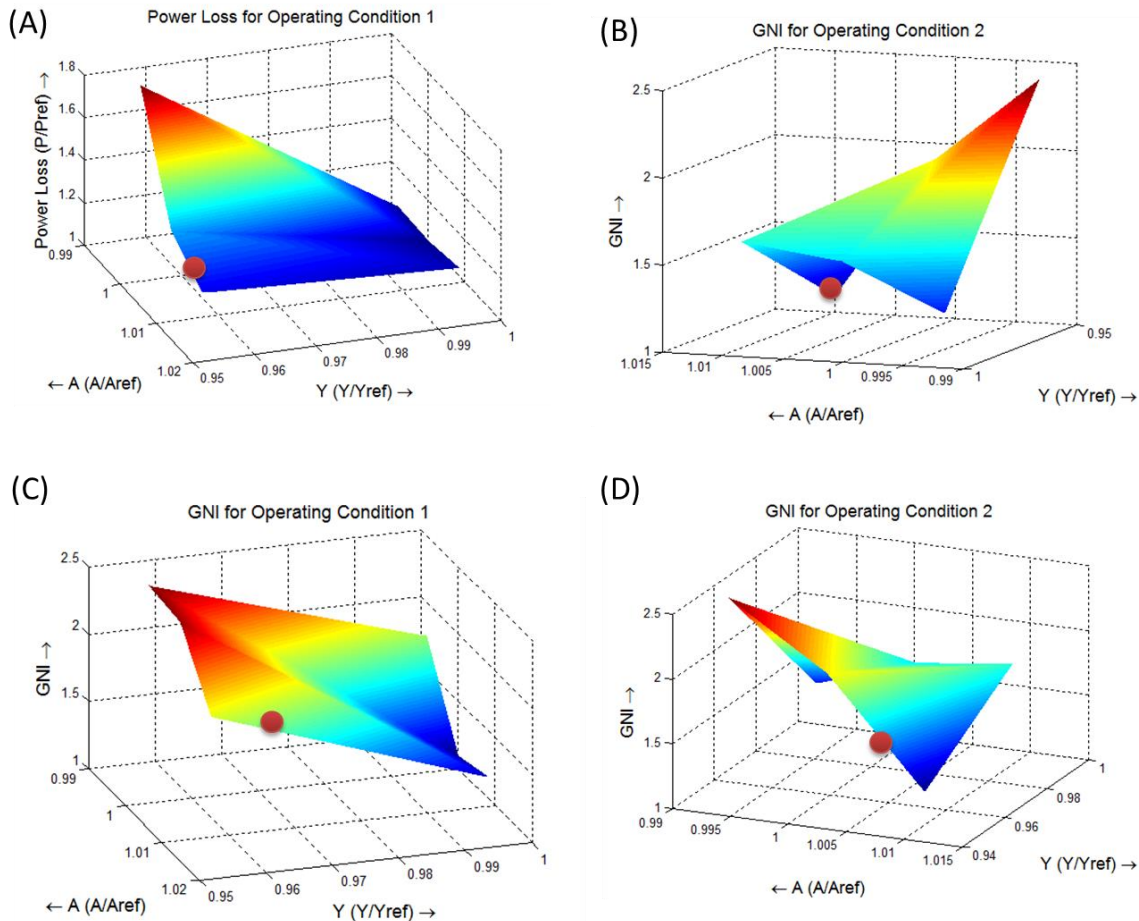 (A)
Power Loss for Operating Condition 1
Power Loss (P/Pref) →
1.8
1.6
1.4
1.2
1
0.99
1
1.01
1.02
0.95
0.96
0.97
0.98
0.99
1
← A (A/Aref)
Y (Y/Yref) →
(B)
GNI for Operating Condition 2
GNI →
2.5
2
1.5
1
1.015
1.01
1.005
1
0.995
0.99
1
0.95
← A (A/Aref)
Y (Y/Yref) →
(C)
GNI for Operating Condition 1
GNI →
2.5
2
1.5
1
0.99
1
1.01
1.02
0.95
0.96
0.97
0.98
0.99
1
← A (A/Aref)
Y (Y/Yref) →
(D)
GNI for Operating Condition 2
GNI→
2.5
2
1.5
1
0.99
0.995
1
1.005
1.01
1.015
0.94
0.96
0.98
1
← A (A/Aref)
Y (Y/Yref) →